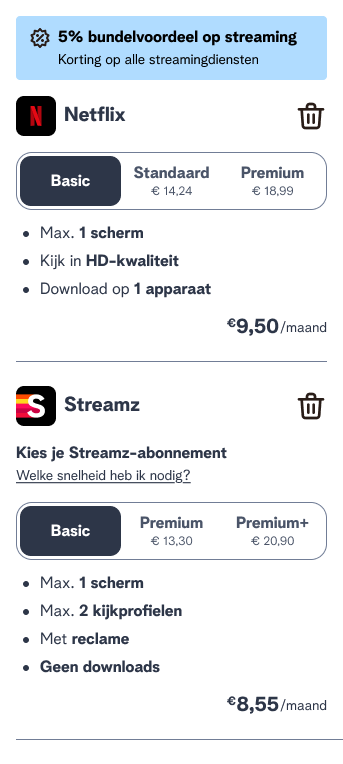 5% bundelvoordeel op streaming
Korting op alle streamingdiensten
N
Netflix
Basic
Standaard
€ 14,24
Premium
€ 18,99
Max. 1 scherm
Kijk in HD-kwaliteit
Download op 1 apparaat
€9,50/maand
S
Streamz
Kies je Streamz-abonnement
Welke snelheid heb ik nodig?
Basic
Premium
€ 13,30
Premium+
€ 20,90
Max. 1 scherm
Max. 2 kijkprofielen
Met reclame
Geen downloads
€8,55/maand